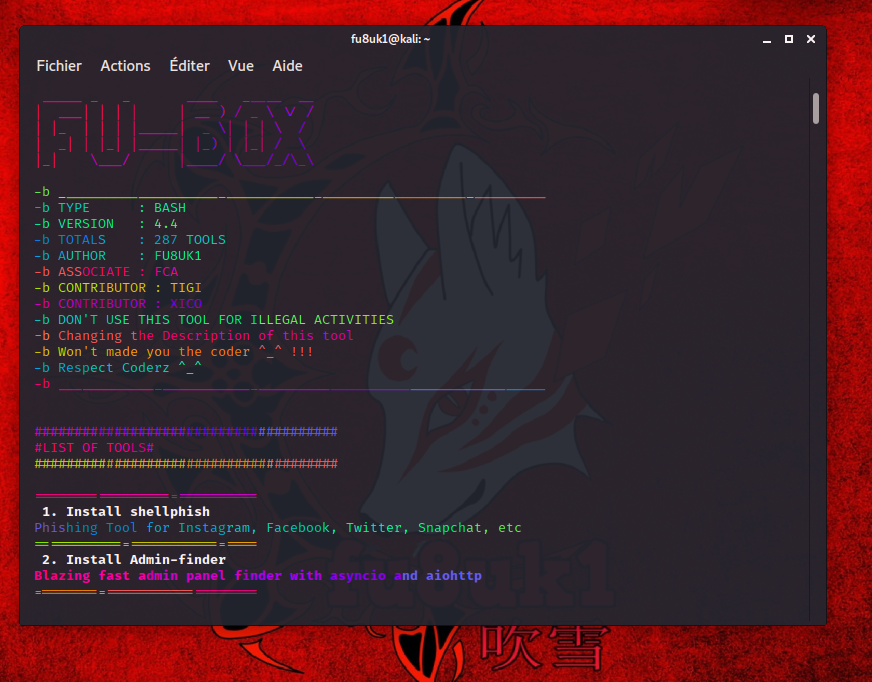 fu8uk1@kali: ~
Fichier Actions Éditer Vue Aide
FU-BOX
-b
-b TYPE : BASH
-b VERSION : 4.4
-b TOTALS : 287 TOOLS
-b AUTHOR : FU8UK1
-b ASSOCIATE : FCA
-b CONTRIBUTOR : TIGI
-b CONTRIBUTOR : XICO
-b DON'T USE THIS TOOL FOR ILLEGAL ACTIVITIES
-b Changing the Description of this tool
-b Won't made you the coder ^_^ !!!
-b Respect Coderz ^_^
-b
######################################
#LIST OF TOOLS#
######################################
1. Install shellphish
Phishing Tool for Instagram, Facebook, Twitter, Snapchat, etc
2. Install Admin-finder
Blazing fast admin panel finder with asyncio and aiohttp
fu8uk1
吹雪